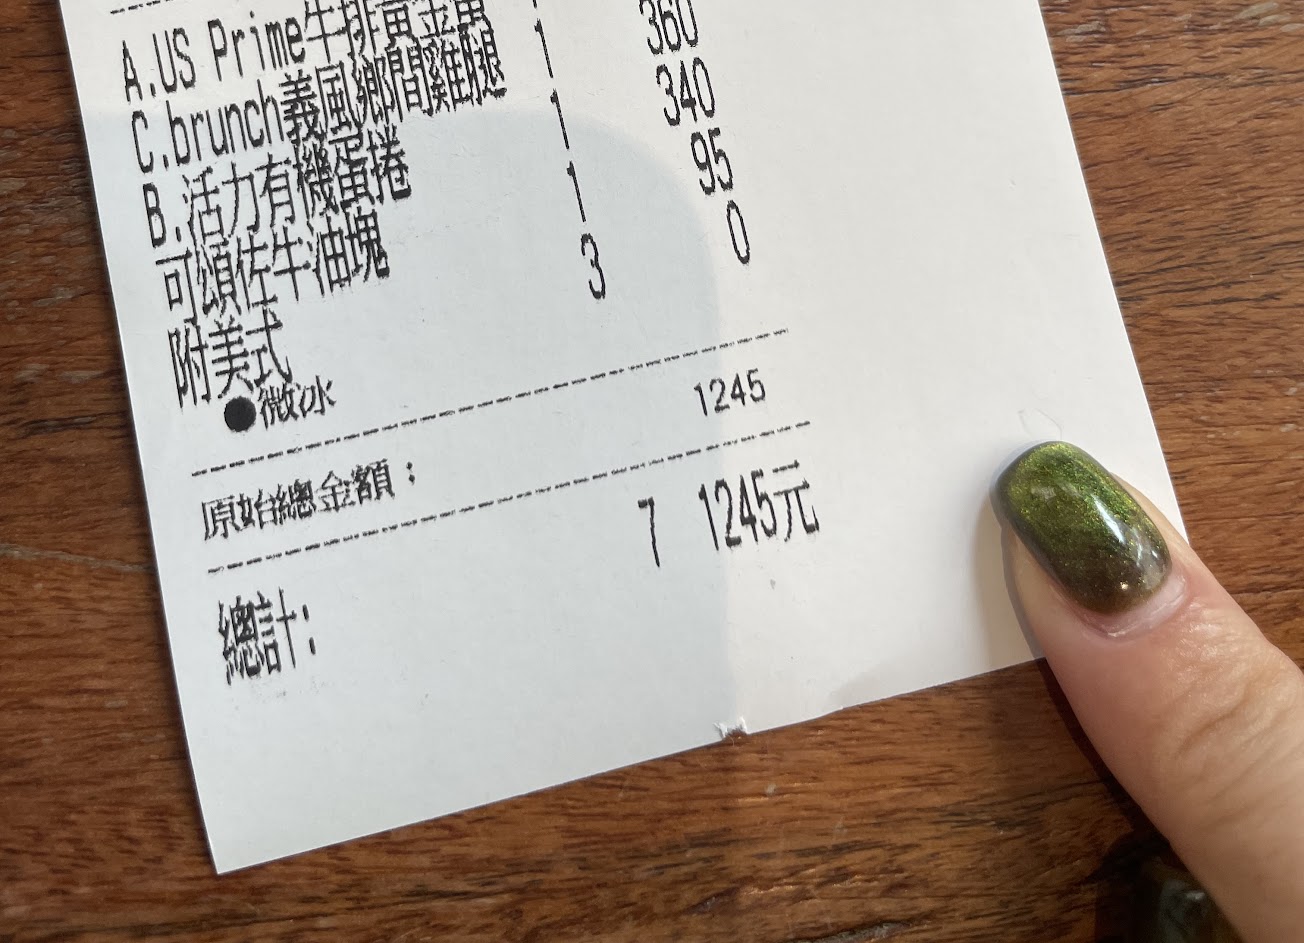 A.US Prime牛排黃金 1
C.brunch義風鄉間雞腿 1 360
B.活力有機蛋捲 1 340
可頌佐牛油塊 1 95
附美式 3 0
●微冰
原始總金額： 1245
總計: 7 1245元